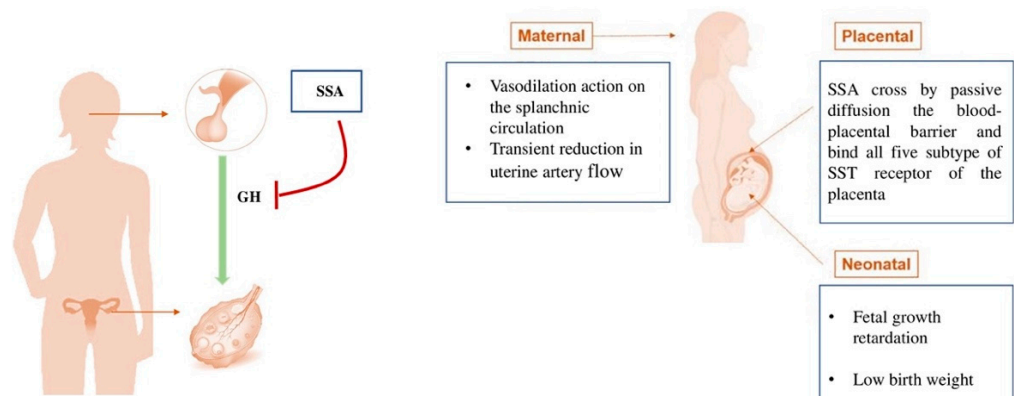 SSA
GH
Maternal
• Vasodilation action on
the splanchnic
circulation
• Transient reduction in
uterine artery flow
Placental
SSA cross by passive
diffusion the blood-
placental barrier and
bind all five subtype of
SST receptor of the
placenta
Neonatal
• Fetal growth
retardation
• Low birth weight